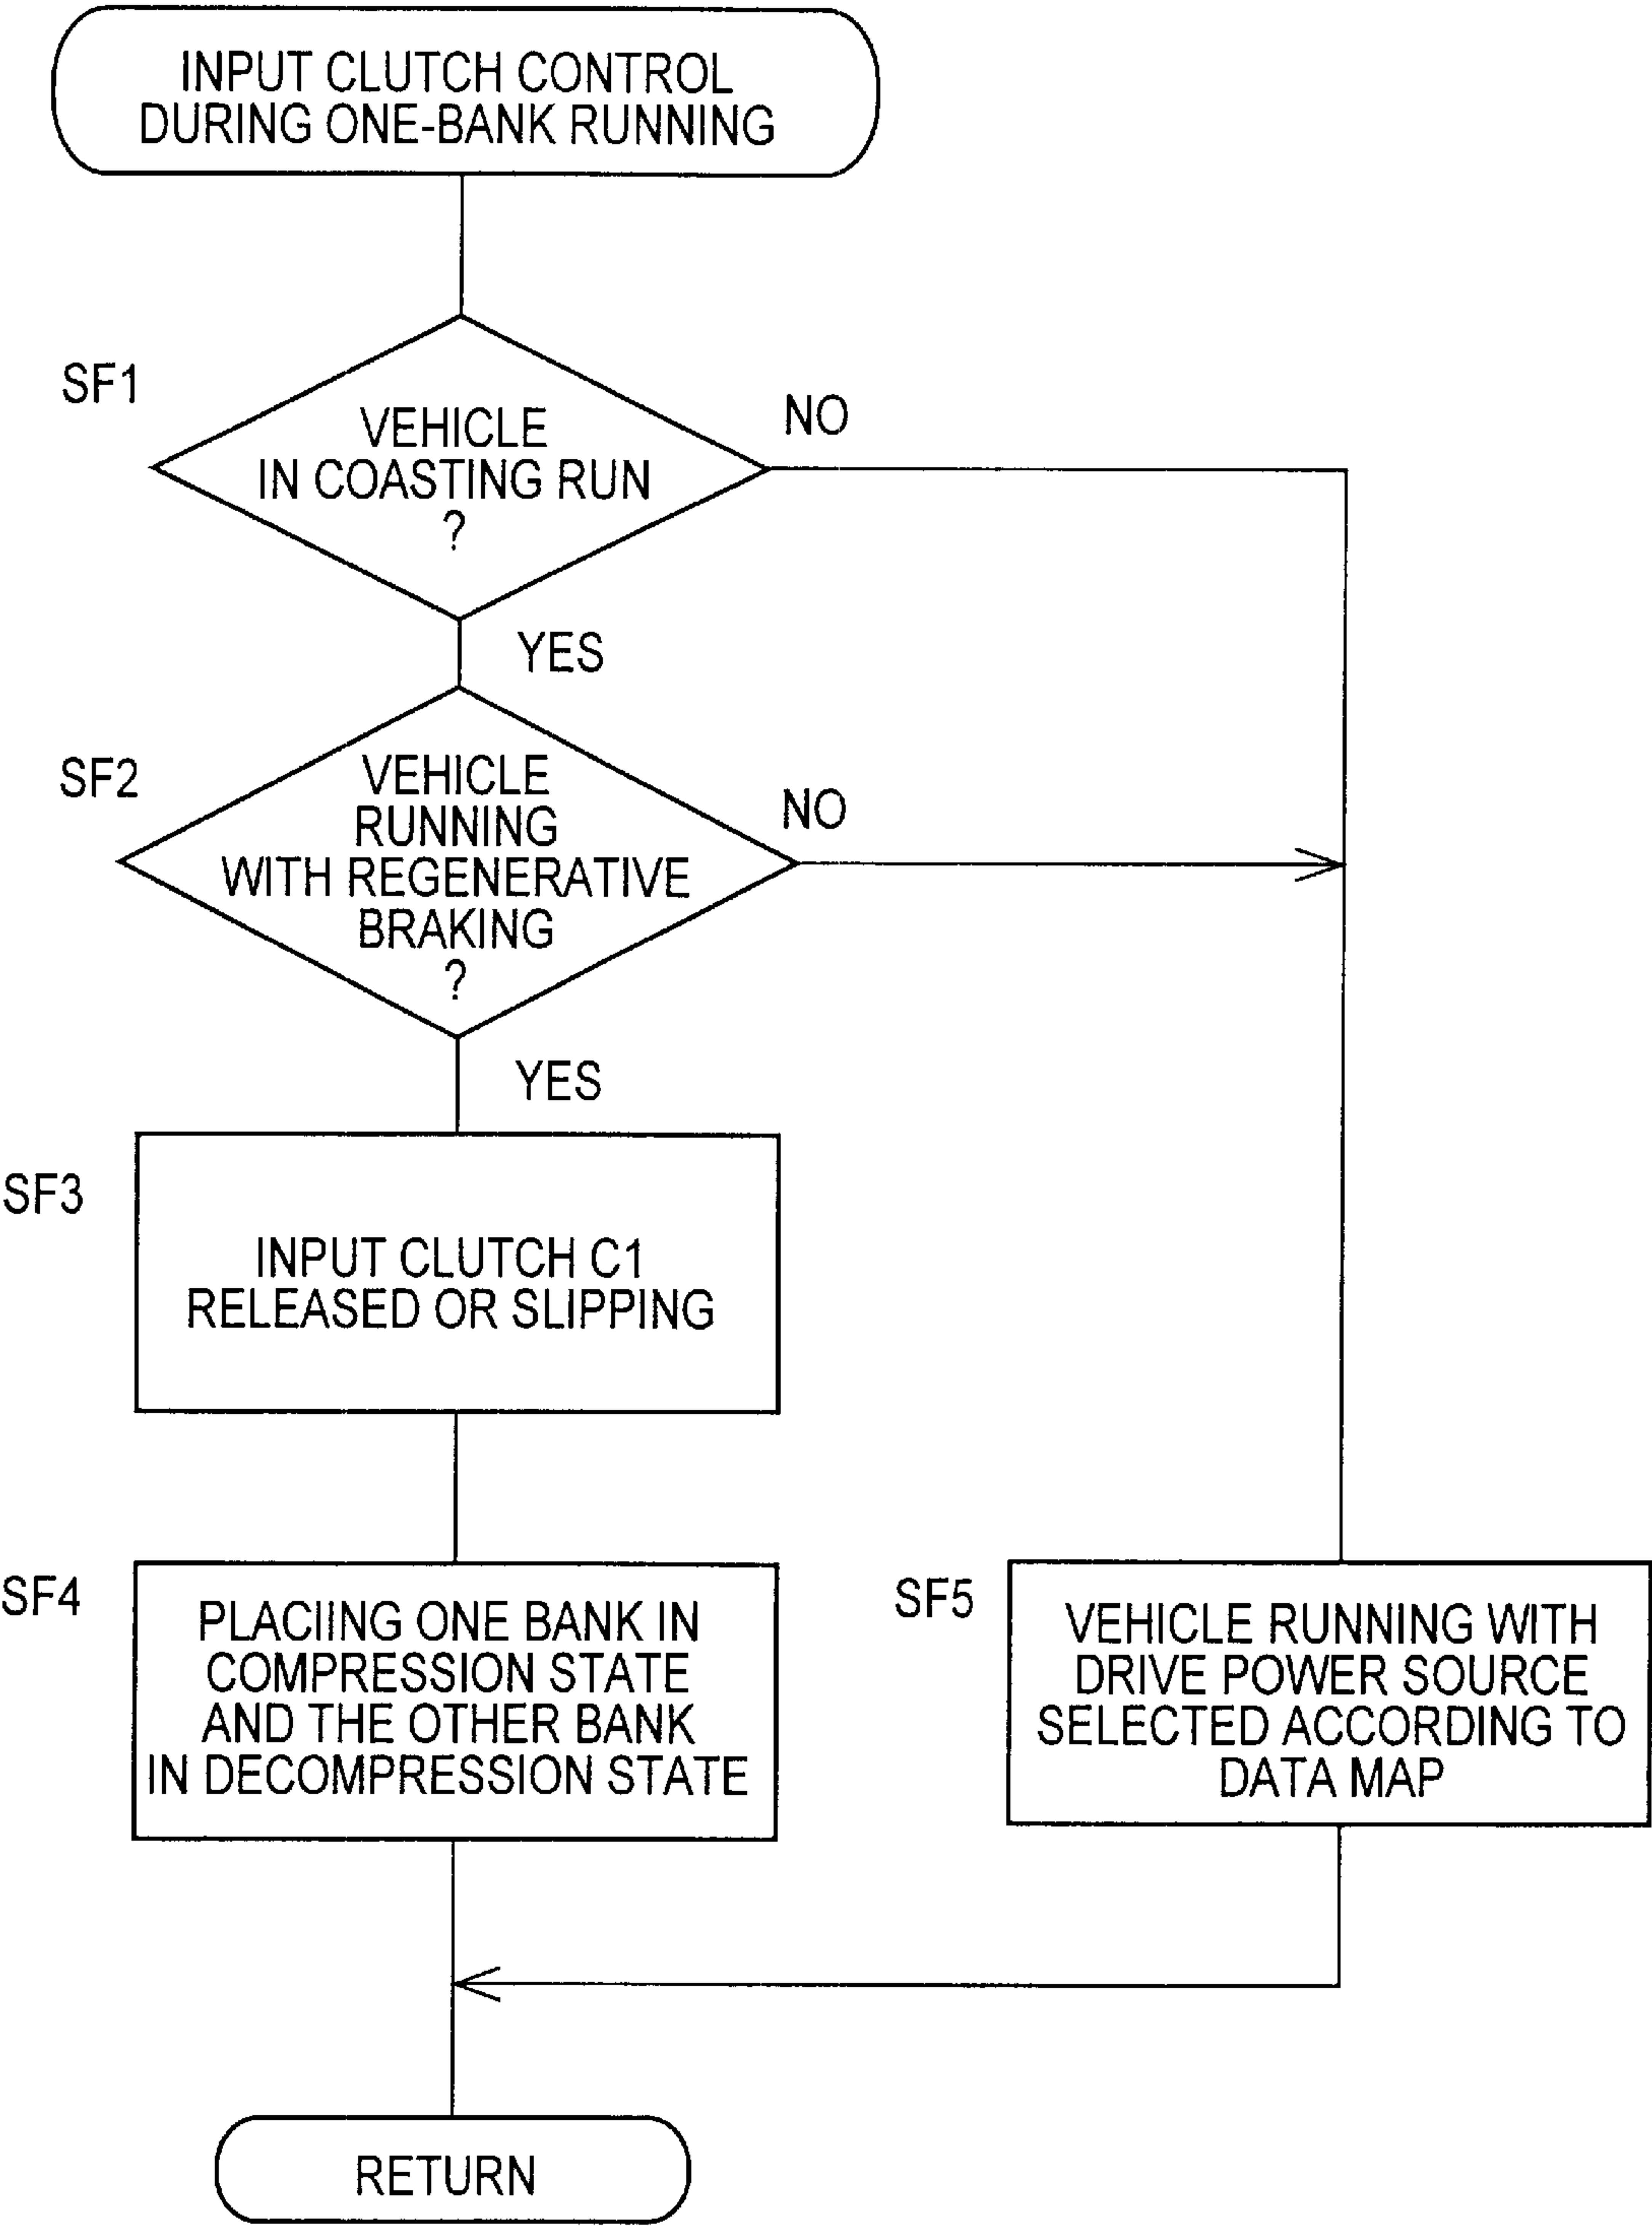 INPUT CLUTCH CONTROL
DURING ONE-BANK RUNNING
SF1
VEHICLE
IN COASTING RUN
?
NO
YES
SF2
VEHICLE
RUNNING
WITH REGENERATIVE
BRAKING
?
NO
YES
SF3
INPUT CLUTCH C1
RELEASED OR SLIPPING
SF4
PLACIING ONE BANK IN
COMPRESSION STATE
AND THE OTHER BANK
IN DECOMPRESSION STATE
SF5
VEHICLE RUNNING WITH
DRIVE POWER SOURCE
SELECTED ACCORDING TO
DATA MAP
RETURN